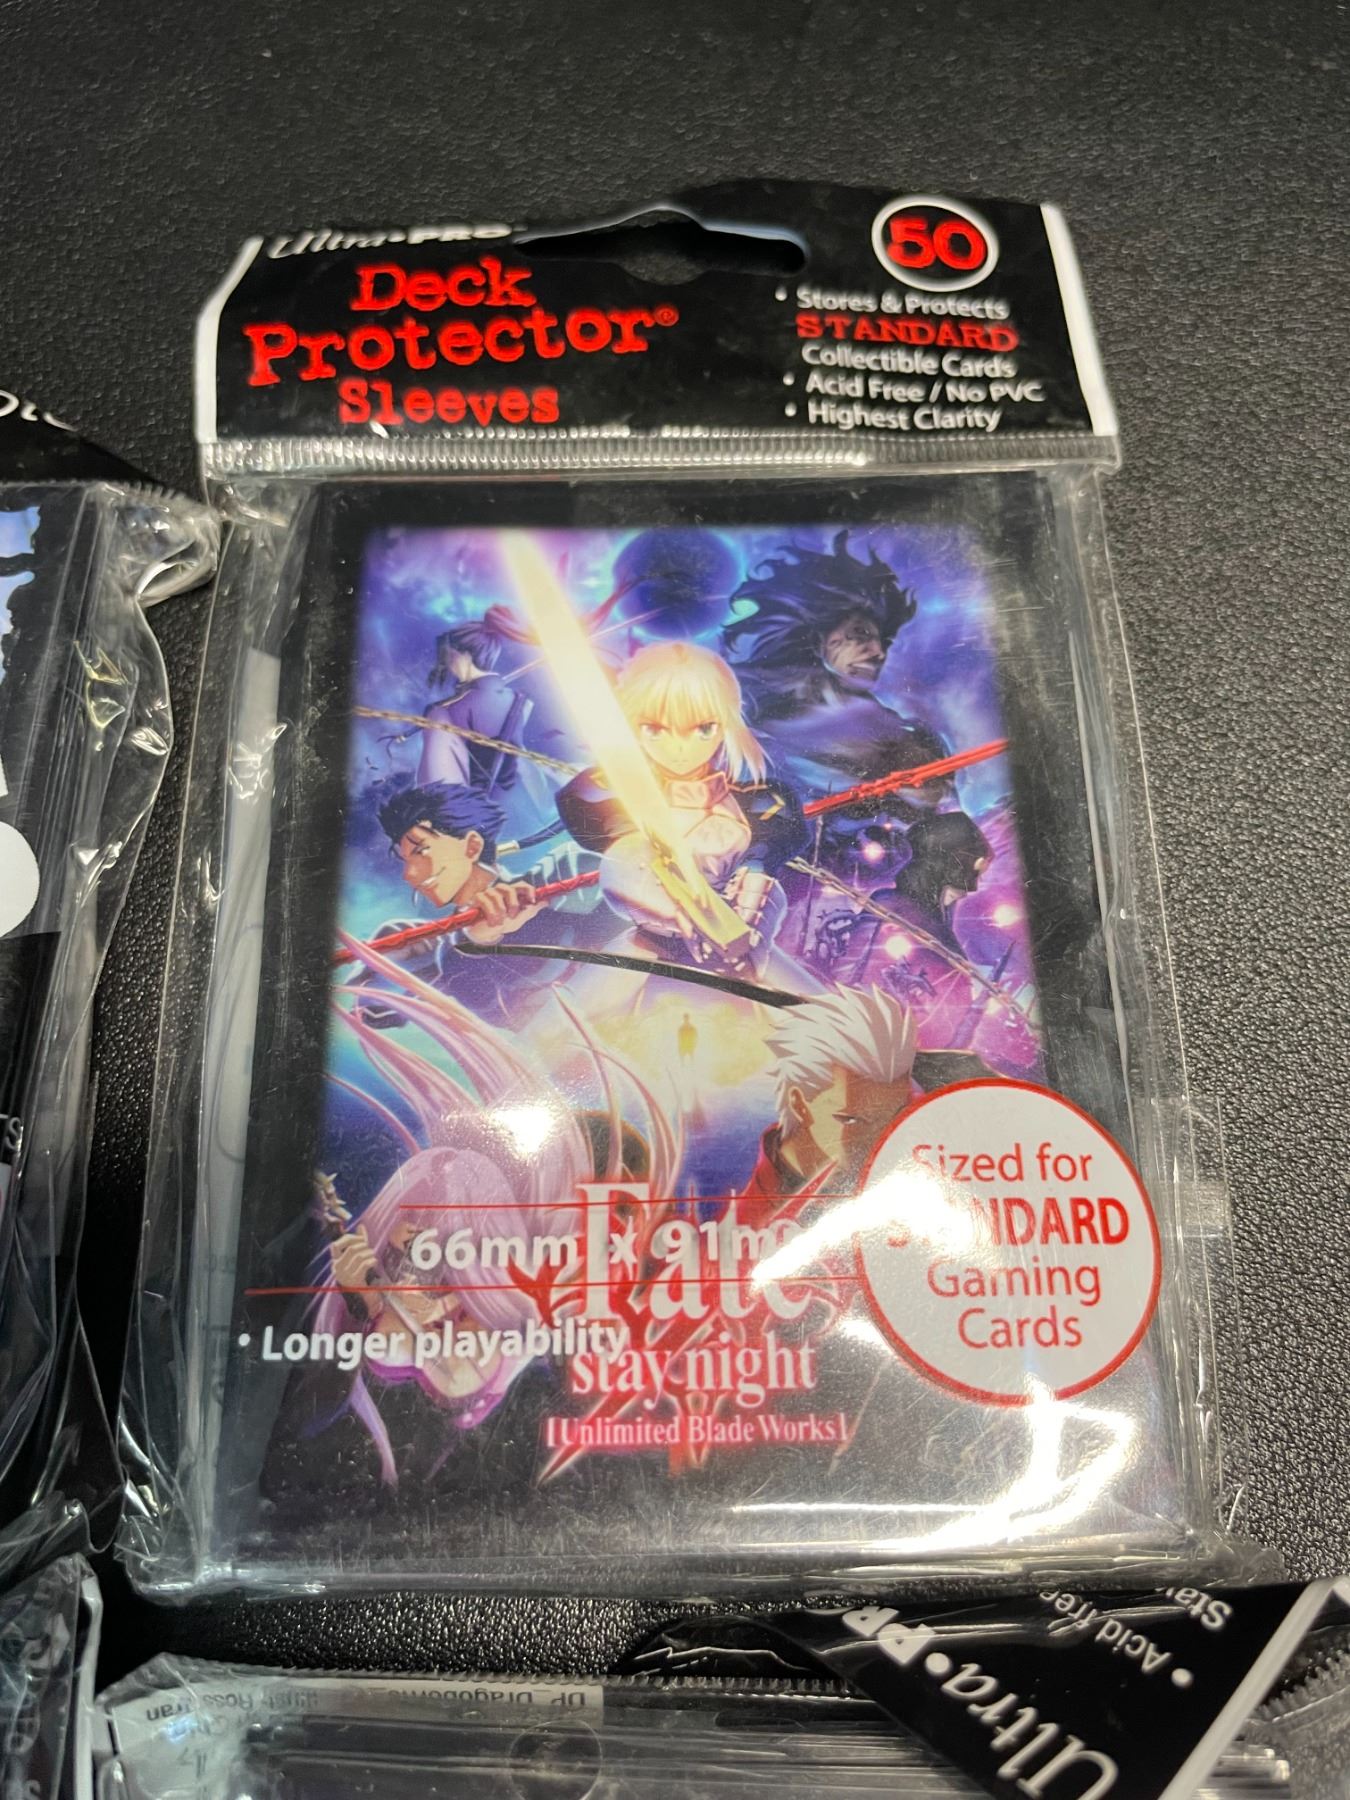 Ultra•PRO
Deck
Protector®
Sleeves
50
• Stores & Protects
STANDARD
Collectible Cards
• Acid Free / No PVC
• Highest Clarity
Sized for
STANDARD
Gaming
Cards
66mm x 91mm
• Longer playability
Fate
stay night
[Unlimited Blade Works]
Ultra•PRO
• Acid free